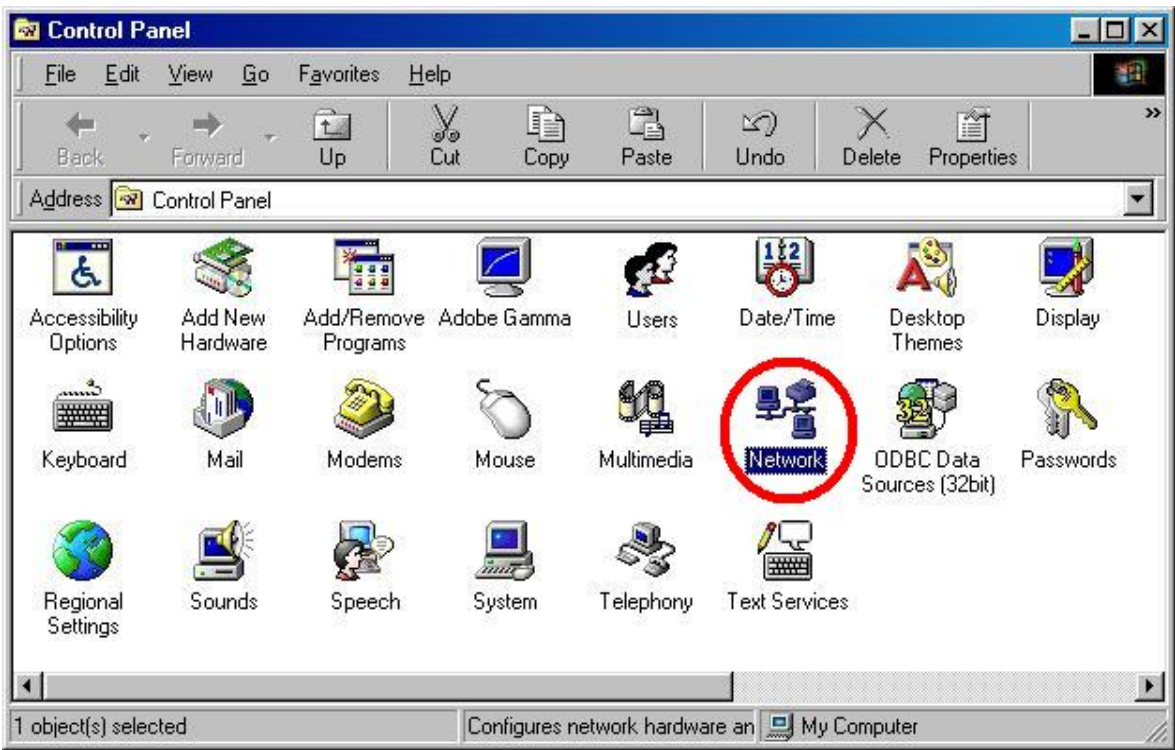 Control Panel
File Edit View Go Favorites Help
Back Forward Up Cut Copy Paste Undo Delete Properties »
Address Control Panel
Accessibility Options
Add New Hardware
Add/Remove Programs
Adobe Gamma
Users
Date/Time
Desktop Themes
Display
Keyboard
Mail
Modems
Mouse
Multimedia
Network
ODBC Data Sources (32bit)
Passwords
Regional Settings
Sounds
Speech
System
Telephony
Text Services
1 object(s) selected
Configures network hardware an
My Computer